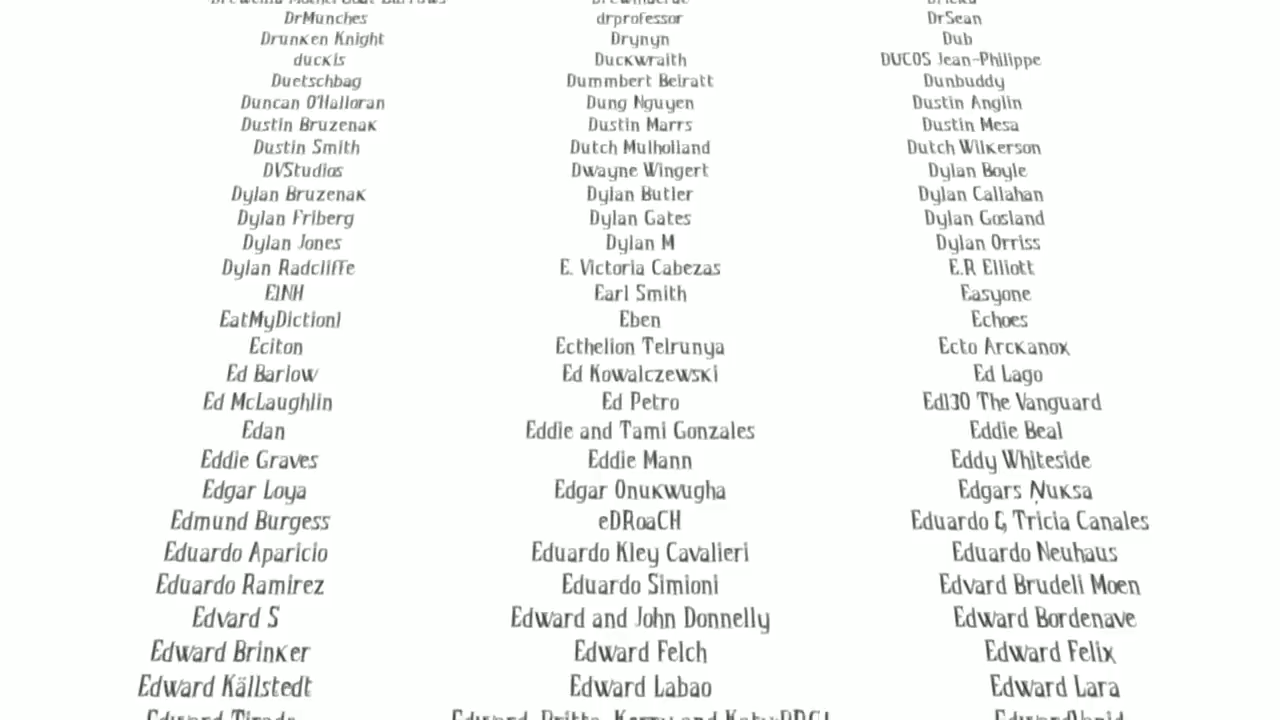 DrMunches drprofessor DrSean
Drunken Knight Drynyn Dub
duckis Duckwraith DUCOS Jean-Philippe
Duetschbag Dummbert Beiratt Dunbuddy
Duncan O'Halloran Dung Nguyen Dustin Anglin
Dustin Bruzenak Dustin Marrs Dustin Mesa
Dustin Smith Dutch Mulholland Dutch Wilkerson
DVStudios Dwayne Wingert Dylan Boyle
Dylan Bruzenak Dylan Butler Dylan Callahan
Dylan Friberg Dylan Gates Dylan Gosland
Dylan Jones Dylan M Dylan Orriss
Dylan Radcliffe E. Victoria Cabezas E.R Elliott
E1NH Earl Smith Easyone
EatMyDiction1 Eben Echoes
Eciton Ecthelion Telrunya Ecto Arckanox
Ed Barlow Ed Kowalczewski Ed Lago
Ed McLaughlin Ed Petro Ed130 The Vanguard
Edan Eddie and Tami Gonzales Eddie Beal
Eddie Graves Eddie Mann Eddy Whiteside
Edgar Loya Edgar Onukwugha Edgars Ņuksa
Edmund Burgess eDRoaCH Eduardo & Tricia Canales
Eduardo Aparicio Eduardo Kley Cavalieri Eduardo Neuhaus
Eduardo Ramirez Eduardo Simioni Edvard Brudeli Moen
Edvard S Edward and John Donnelly Edward Bordenave
Edward Brinker Edward Felch Edward Felix
Edward Källstedt Edward Labao Edward Lara
Edward